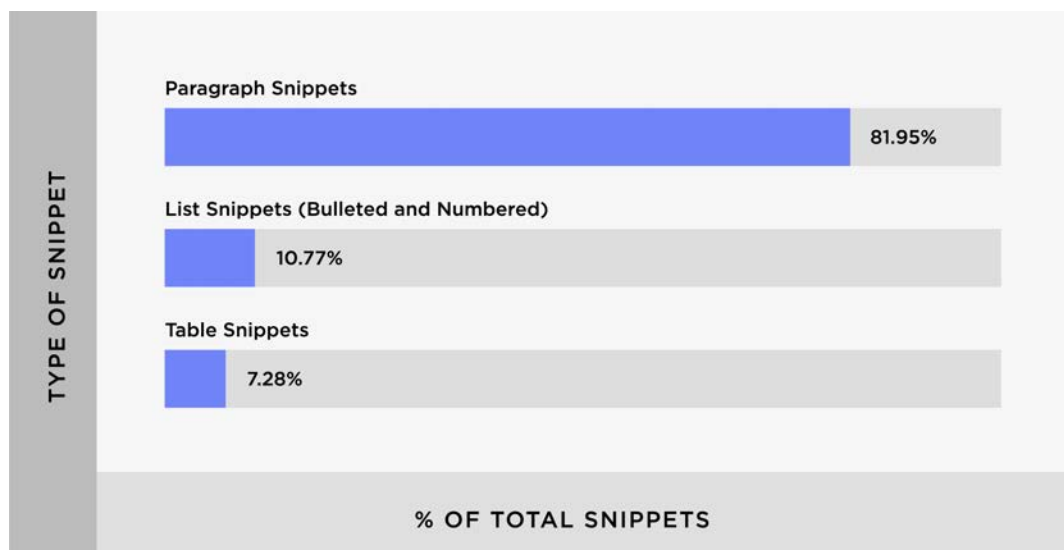 TYPE OF SNIPPET
Paragraph Snippets
81.95%
List Snippets (Bulleted and Numbered)
10.77%
Table Snippets
7.28%
% OF TOTAL SNIPPETS